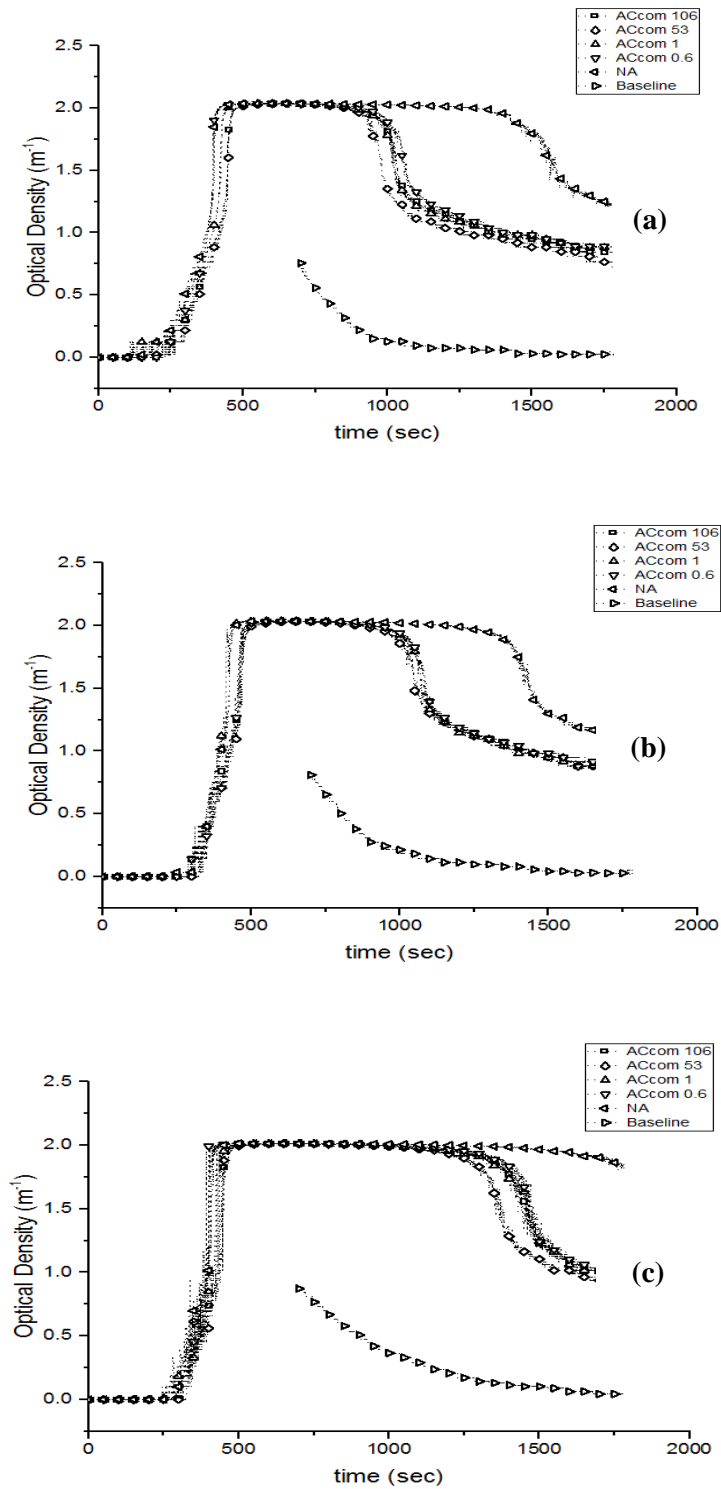 ACcom 106
ACcom 53
ACcom 1
ACcom 0.6
NA
Baseline
2.5
2.0
1.5
1.0
0.5
0.0
Optical Density (m⁻¹)
(a)
0 500 1000 1500 2000
time (sec)
ACcom 106
ACcom 53
ACcom 1
ACcom 0.6
NA
Baseline
2.5
2.0
1.5
1.0
0.5
0.0
Optical Density (m⁻¹)
(b)
0 500 1000 1500 2000
time (sec)
ACcom 106
ACcom 53
ACcom 1
ACcom 0.6
NA
Baseline
2.5
2.0
1.5
1.0
0.5
0.0
Optical Density (m⁻¹)
(c)
0 500 1000 1500 2000
time (sec)